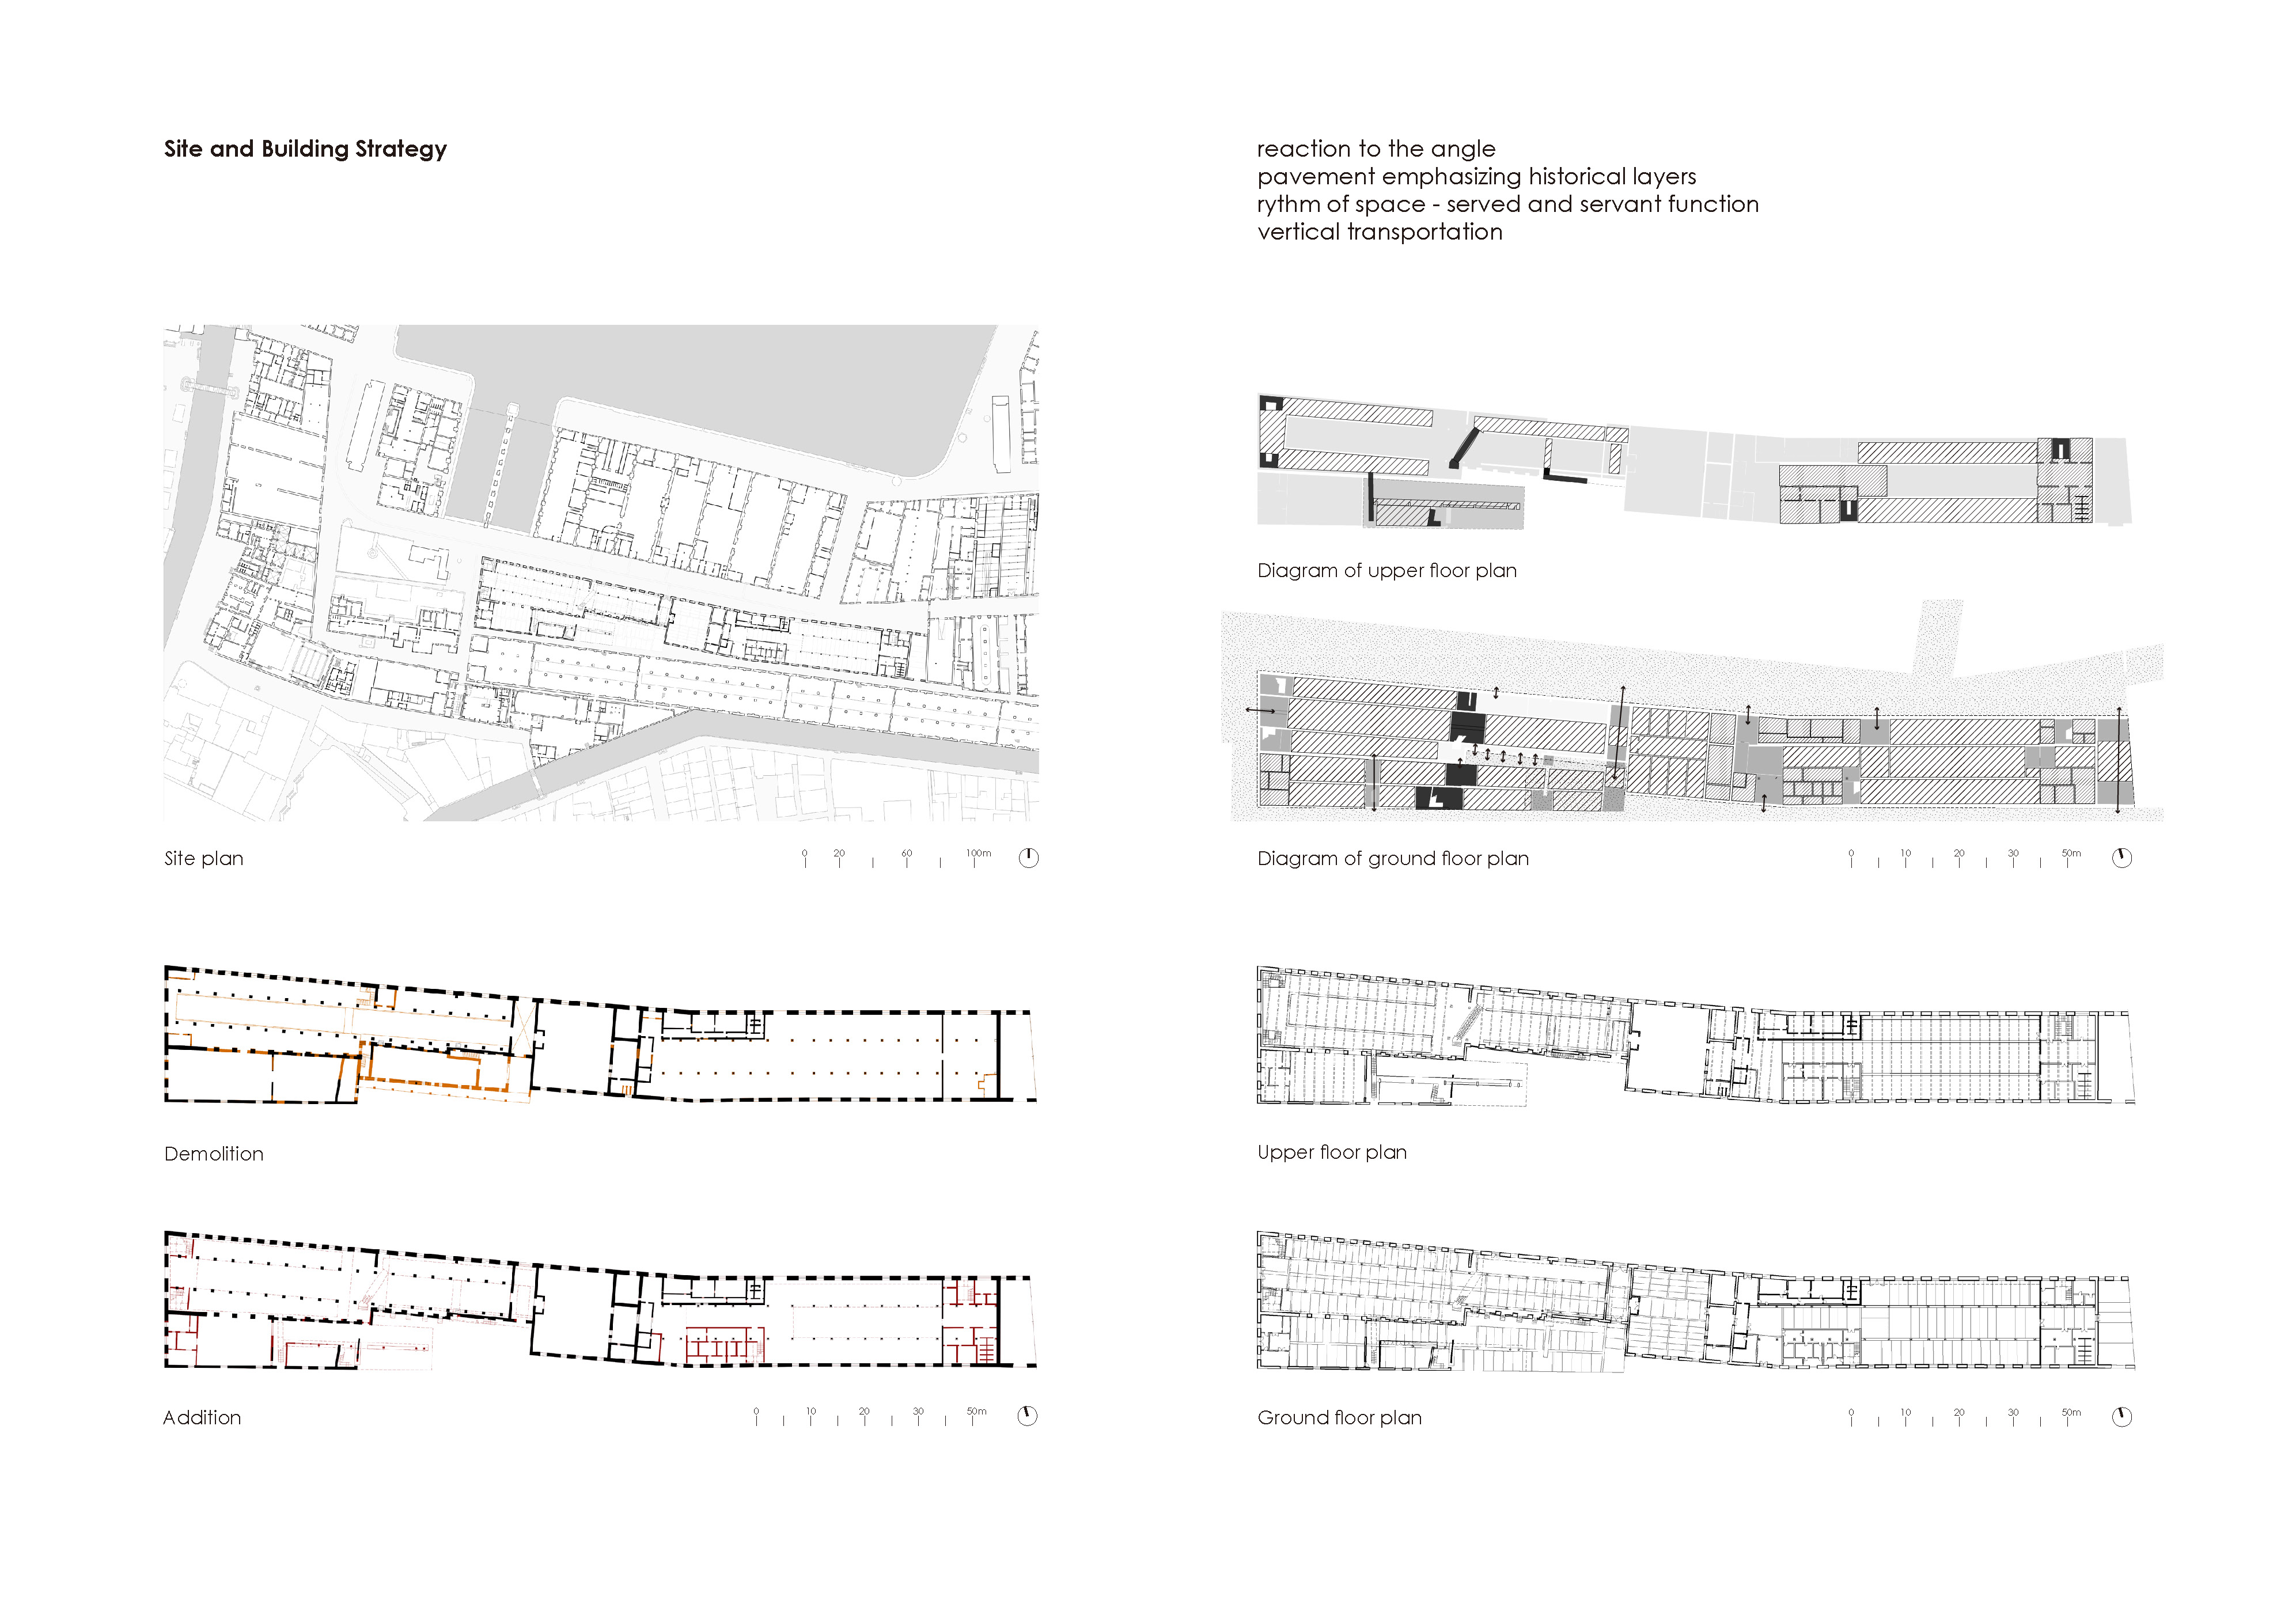 Site and Building Strategy
reaction to the angle
pavement emphasizing historical layers
rythm of space - served and servant function
vertical transportation
Diagram of upper floor plan
Site plan
0 20 60 100m
Diagram of ground floor plan
0 10 20 30 50m
Demolition
Upper floor plan
Addition
0 10 20 30 50m
Ground floor plan
0 10 20 30 50m